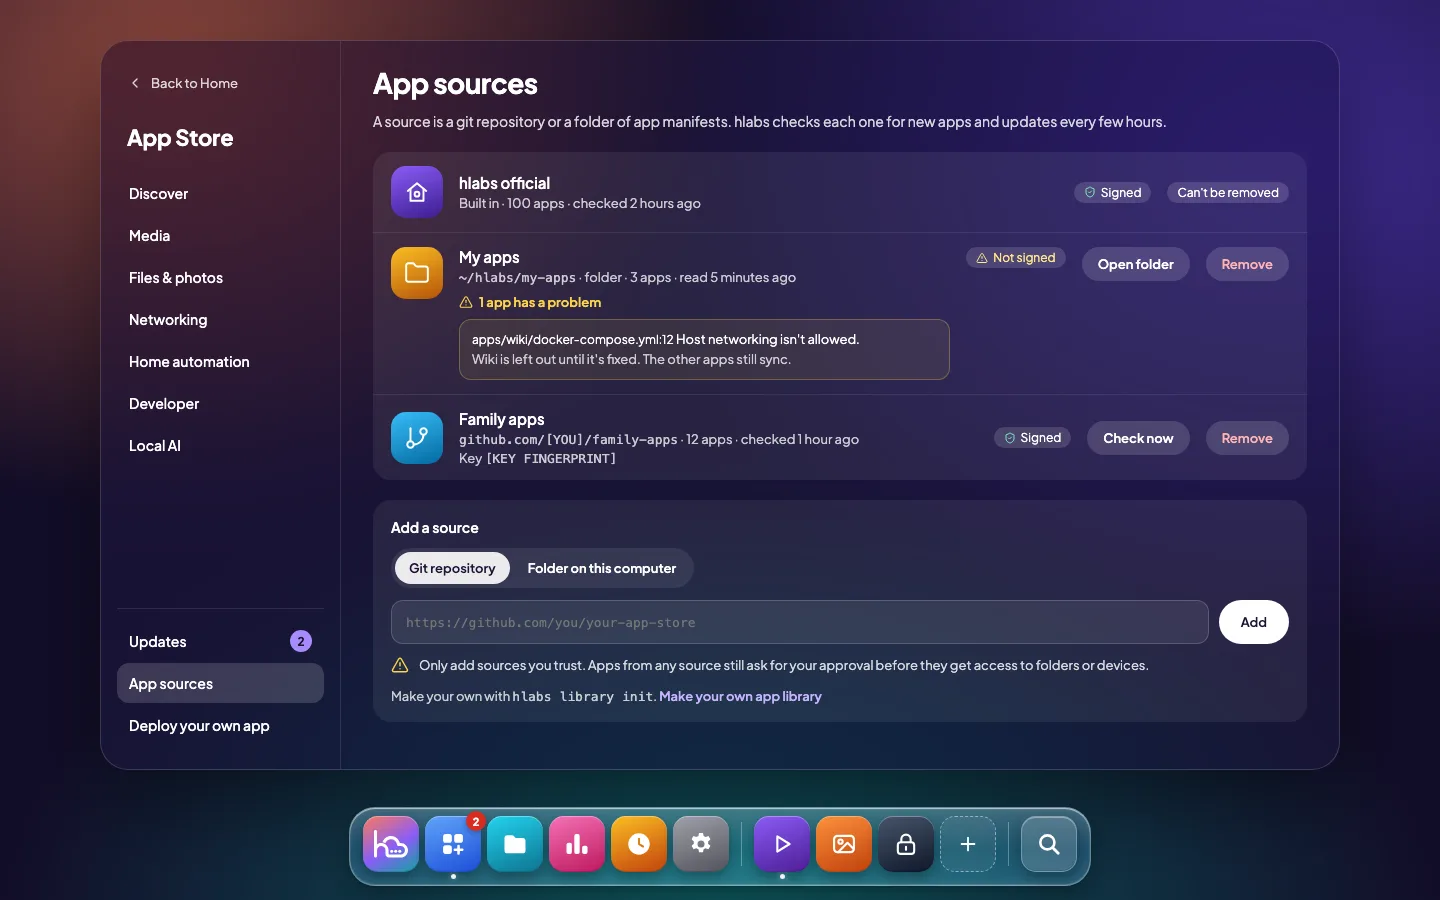 Back to Home
App Store
Discover
Media
Files & photos
Networking
Home automation
Developer
Local AI
Updates
2
App sources
Deploy your own app
App sources
A source is a git repository or a folder of app manifests. hlabs checks each one for new apps and updates every few hours.
hlabs official
Built in · 100 apps · checked 2 hours ago
Signed
Can't be removed
My apps
~/hlabs/my-apps · folder · 3 apps · read 5 minutes ago
Not signed
Open folder
Remove
1 app has a problem
apps/wiki/docker-compose.yml:12 Host networking isn't allowed.
Wiki is left out until it's fixed. The other apps still sync.
Family apps
github.com/[YOU]/family-apps · 12 apps · checked 1 hour ago
Key [KEY FINGERPRINT]
Signed
Check now
Remove
Add a source
Git repository
Folder on this computer
https://github.com/you/your-app-store
Add
Only add sources you trust. Apps from any source still ask for your approval before they get access to folders or devices.
Make your own with hlabs library init. Make your own app library
2